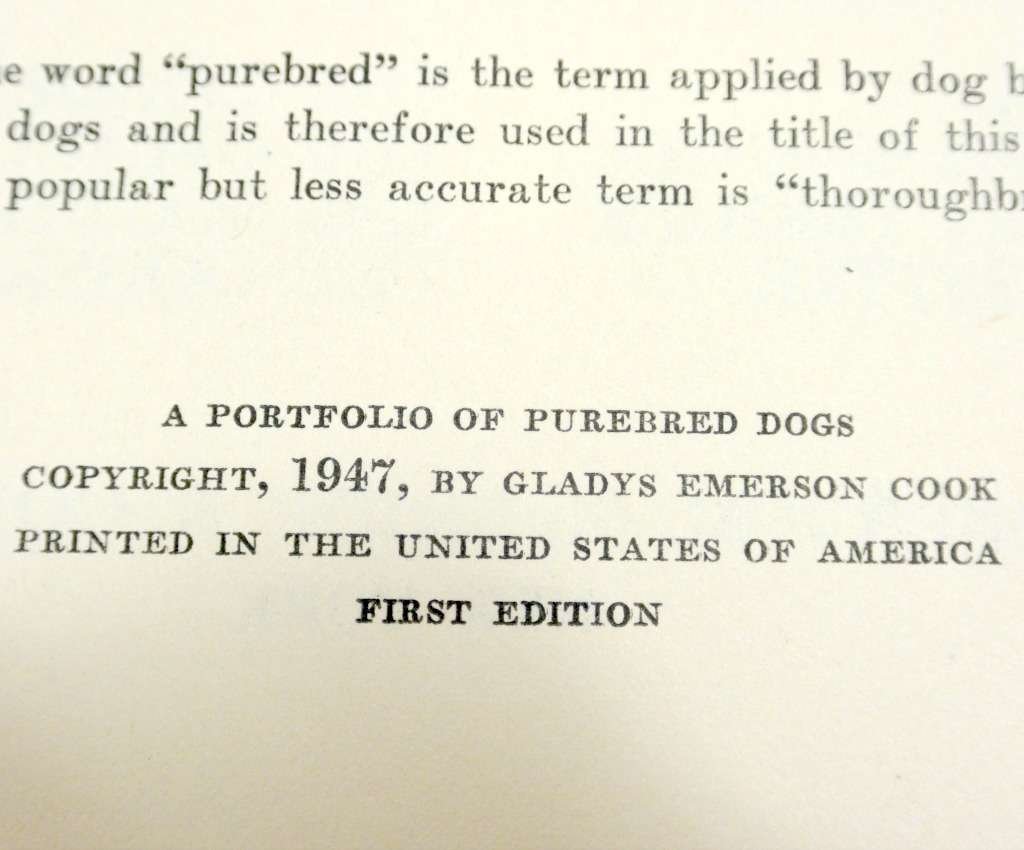 word “purebred” is the term applied by dog
dogs and is therefore used in the title of this
popular but less accurate term is
A PORTFOLIO OF PUREBRED DOGS
COPYRIGHT, 1947, BY GLADYS EMERSON COOK
PRINTED IN THE UNITED STATES OF AMERICA
FIRST EDITION